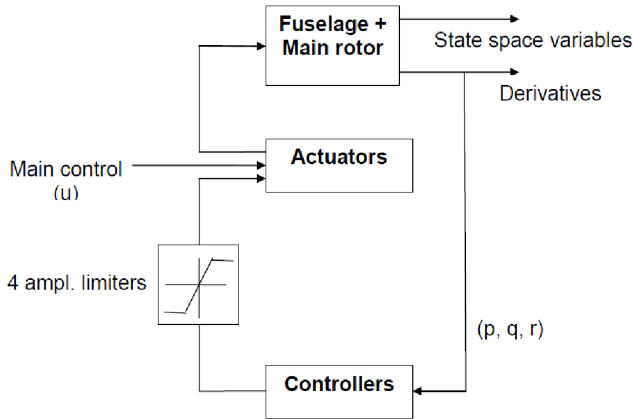 Fuselage +
Main rotor
State space variables
Derivatives
Actuators
Main control
(u)
4 ampl. limiters
(p, q, r)
Controllers